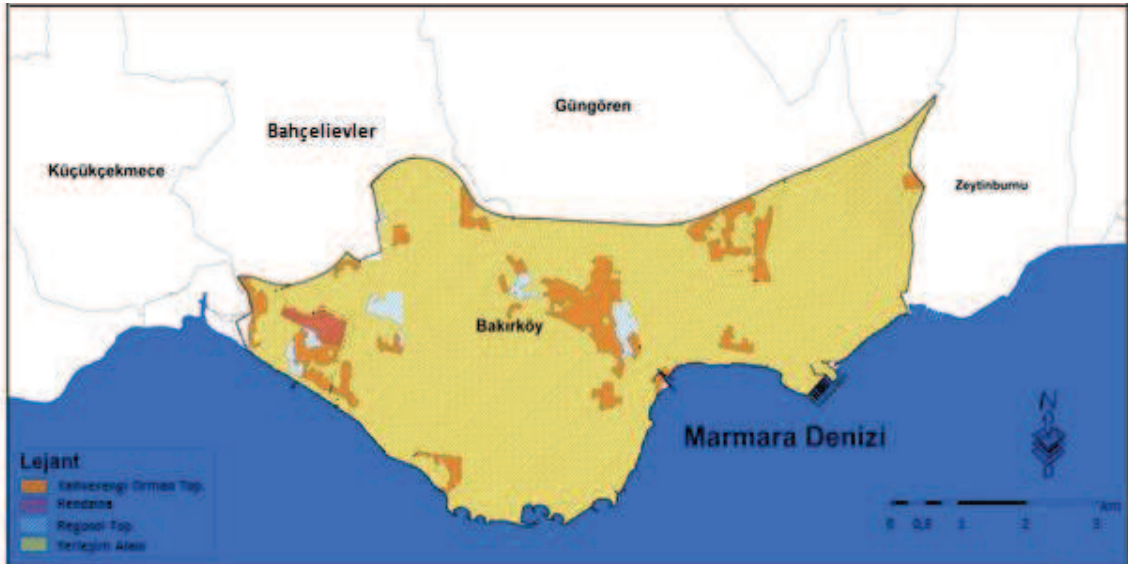 Güngören
Bahçelievler
Küçükçekmece
Zeytinburnu
Bakırköy
Marmara Denizi
N
Lejant
Kahverengi Orman Top.
Rendzina
Regosol Top.
Yerleşim Alanı
km
0 0,5 1 2 3